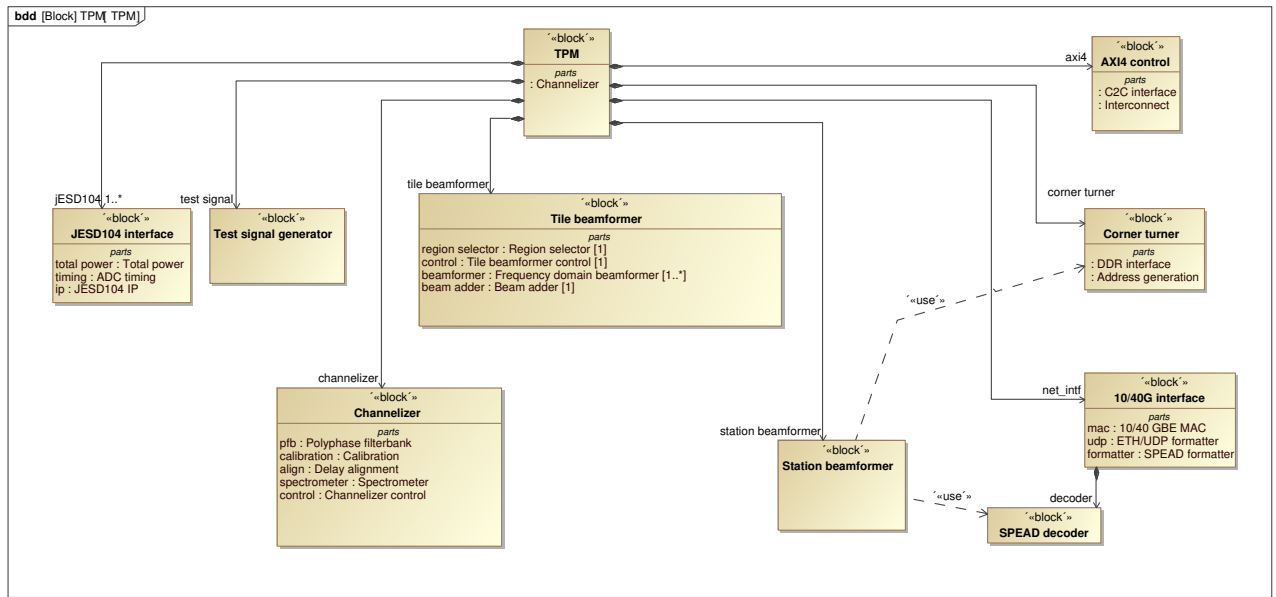 bdd [Block] TPM[ TPM]
´«block´»
TPM
parts
: Channelizer
axi4
´«block´»
AXI4 control
parts
: C2C interface
: Interconnect
jESD104 1..*
´«block´»
JESD104 interface
parts
total power : Total power
timing : ADC timing
ip : JESD104 IP
test signal
´«block´»
Test signal generator
tile beamformer
´«block´»
Tile beamformer
parts
region selector : Region selector [1]
control : Tile beamformer control [1]
beamformer : Frequency domain beamformer [1..*]
beam adder : Beam adder [1]
corner turner
´«block´»
Corner turner
parts
: DDR interface
: Address generation
´«use´»
channelizer
´«block´»
Channelizer
parts
pfb : Polyphase filterbank
calibration : Calibration
align : Delay alignment
spectrometer : Spectrometer
control : Channelizer control
net_intf
´«block´»
10/40G interface
parts
mac : 10/40 GBE MAC
udp : ETH/UDP formatter
formatter : SPEAD formatter
station beamformer
´«block´»
Station beamformer
´«use´»
decoder
´«block´»
SPEAD decoder